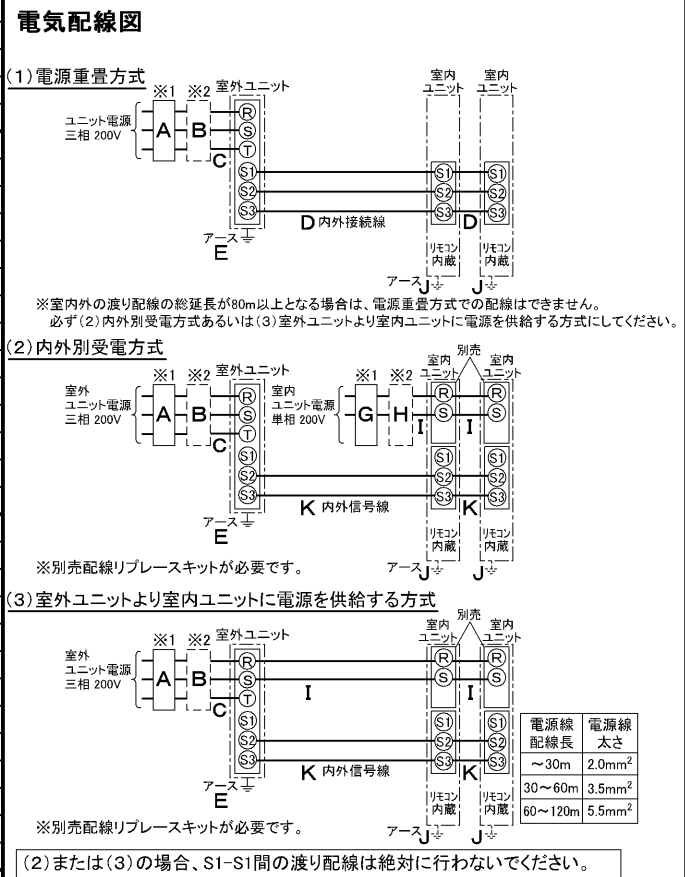 電気配線図
(1)電源重畳方式
※1 ※2 室外ユニット
室内ユニット 室内ユニット
ユニット電源
三相 200V
A B C
R
S
T
S1
S2
S3
S1 S1
S2 S2
S3 S3
D 内外接続線 D
アース
E
リモコン内蔵 リモコン内蔵
アース J J
※室内外の渡り配線の総延長が80m以上となる場合は、電源重畳方式での配線はできません。
必ず(2)内外別受電方式あるいは(3)室外ユニットより室内ユニットに電源を供給する方式にしてください。
(2)内外別受電方式
※1 ※2 室外ユニット
室外
ユニット電源
三相 200V
A B C
R
S
T
S1
S2
S3
室内
ユニット電源
単相 200V
※1 ※2
G H I I
室内ユニット 別売 室内ユニット
R R
S S
S1 S1
S2 S2
S3 S3
K 内外信号線 K
アース
E
リモコン内蔵 リモコン内蔵
アース J J
※別売配線リプレースキットが必要です。
(3)室外ユニットより室内ユニットに電源を供給する方式
※1 ※2 室外ユニット
室外
ユニット電源
三相 200V
A B C
R
S
T
S1
S2
S3
室内ユニット 別売 室内ユニット
R R
S S
I I
S1 S1
S2 S2
S3 S3
K 内外信号線 K
アース
E
リモコン内蔵 リモコン内蔵
アース J J
電源線配線長 電源線太さ
～30m 2.0mm²
30～60m 3.5mm²
60～120m 5.5mm²
※別売配線リプレースキットが必要です。
(2)または(3)の場合、S1-S1間の渡り配線は絶対に行わないでください。